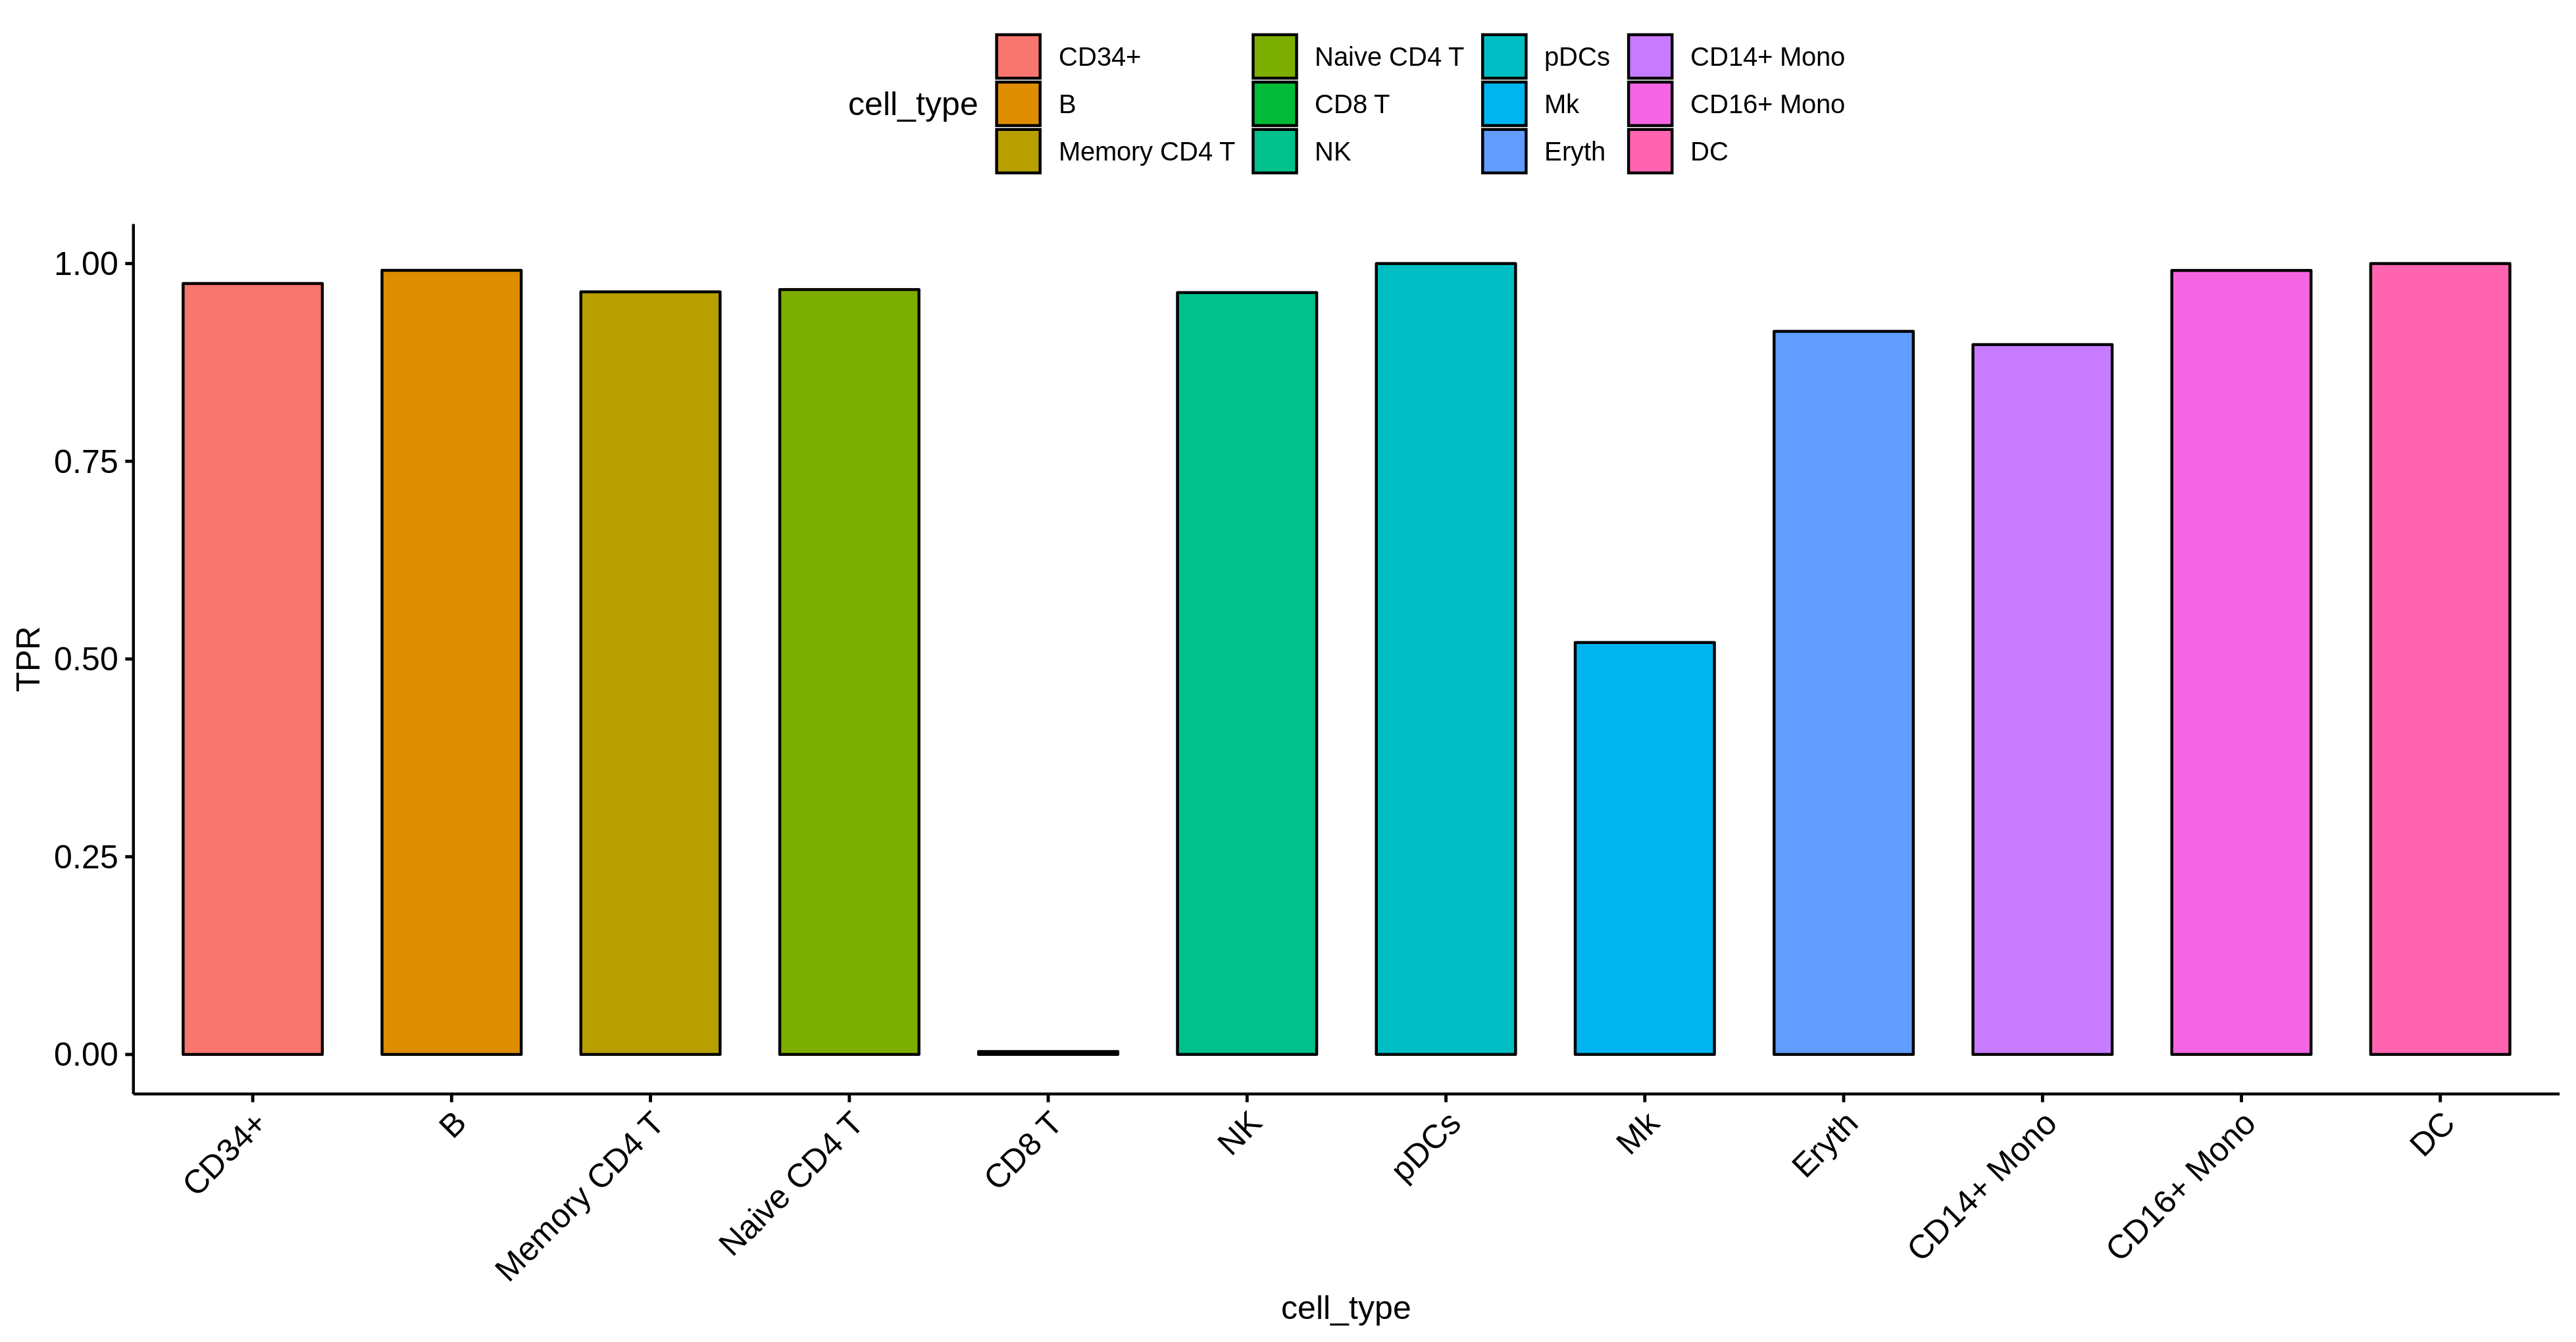 cell_type
CD34+
B
Memory CD4 T
Naive CD4 T
CD8 T
NK
pDCs
Mk
Eryth
CD14+ Mono
CD16+ Mono
DC
TPR
1.00
0.75
0.50
0.25
0.00
CD34+
B
Memory CD4 T
Naive CD4 T
CD8 T
NK
pDCs
Mk
Eryth
CD14+ Mono
CD16+ Mono
DC
cell_type